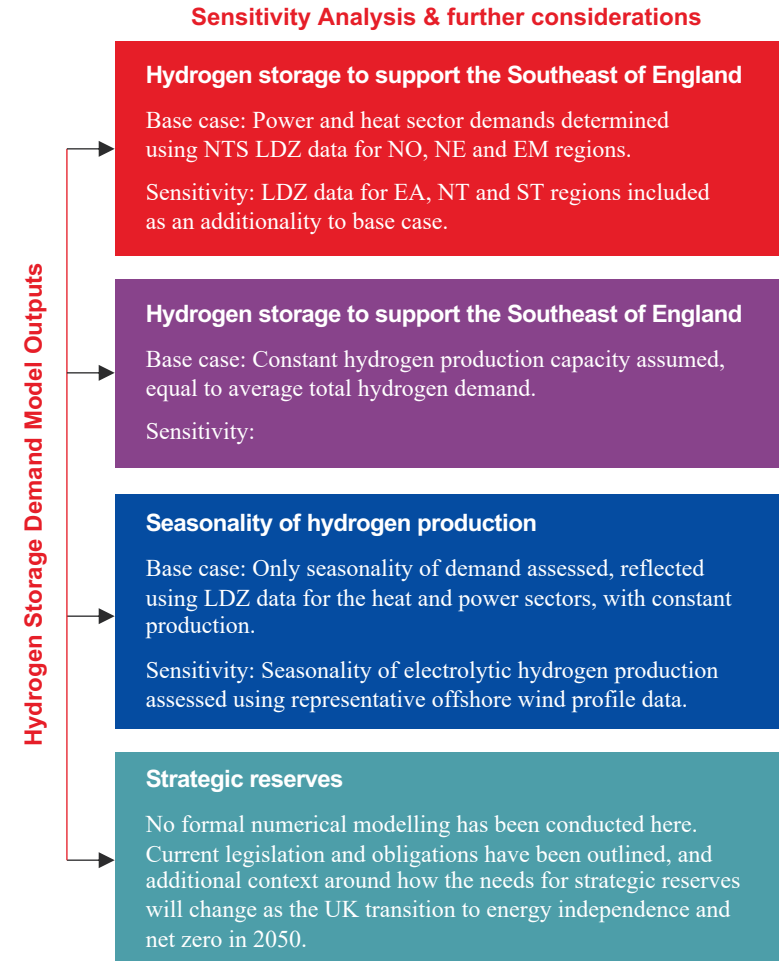 Sensitivity Analysis & further considerations
Hydrogen Storage Demand Model Outputs
Hydrogen storage to support the Southeast of England
Base case: Power and heat sector demands determined
using NTS LDZ data for NO, NE and EM regions.
Sensitivity: LDZ data for EA, NT and ST regions included
as an additionality to base case.
Hydrogen storage to support the Southeast of England
Base case: Constant hydrogen production capacity assumed,
equal to average total hydrogen demand.
Sensitivity:
Seasonality of hydrogen production
Base case: Only seasonality of demand assessed, reflected
using LDZ data for the heat and power sectors, with constant
production.
Sensitivity: Seasonality of electrolytic hydrogen production
assessed using representative offshore wind profile data.
Strategic reserves
No formal numerical modelling has been conducted here.
Current legislation and obligations have been outlined, and
additional context around how the needs for strategic reserves
will change as the UK transition to energy independence and
net zero in 2050.